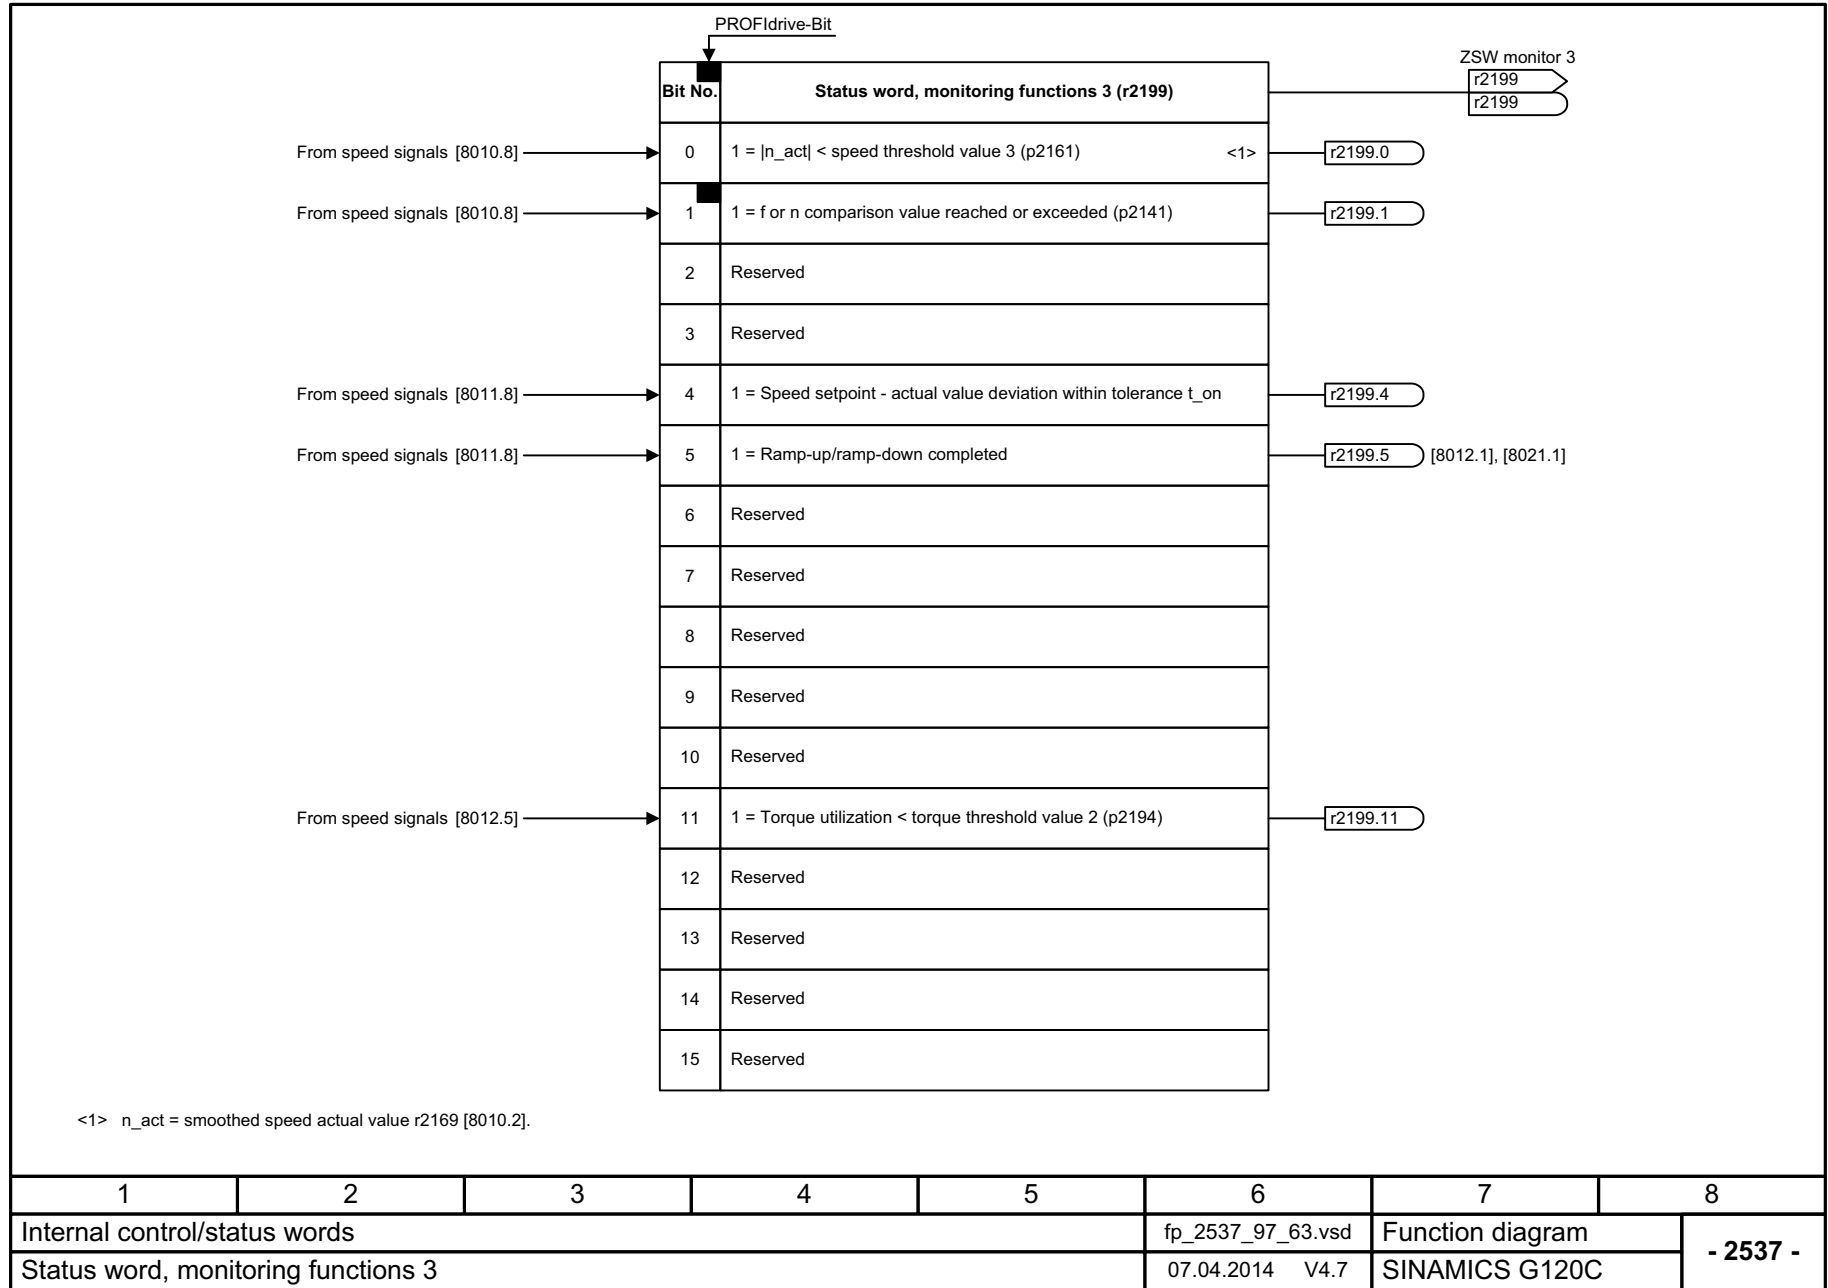 PROFIdrive-Bit
ZSW monitor 3
r2199
r2199
Bit No. Status word, monitoring functions 3 (r2199)
From speed signals [8010.8] 0 1 = |n_act| < speed threshold value 3 (p2161) <1> r2199.0
From speed signals [8010.8] 1 1 = f or n comparison value reached or exceeded (p2141) r2199.1
2 Reserved
3 Reserved
From speed signals [8011.8] 4 1 = Speed setpoint - actual value deviation within tolerance t_on r2199.4
From speed signals [8011.8] 5 1 = Ramp-up/ramp-down completed r2199.5 [8012.1], [8021.1]
6 Reserved
7 Reserved
8 Reserved
9 Reserved
10 Reserved
From speed signals [8012.5] 11 1 = Torque utilization < torque threshold value 2 (p2194) r2199.11
12 Reserved
13 Reserved
14 Reserved
15 Reserved
<1> n_act = smoothed speed actual value r2169 [8010.2].
1 2 3 4 5 6 7 8
Internal control/status words fp_2537_97_63.vsd Function diagram
- 2537 -
Status word, monitoring functions 3 07.04.2014 V4.7 SINAMICS G120C